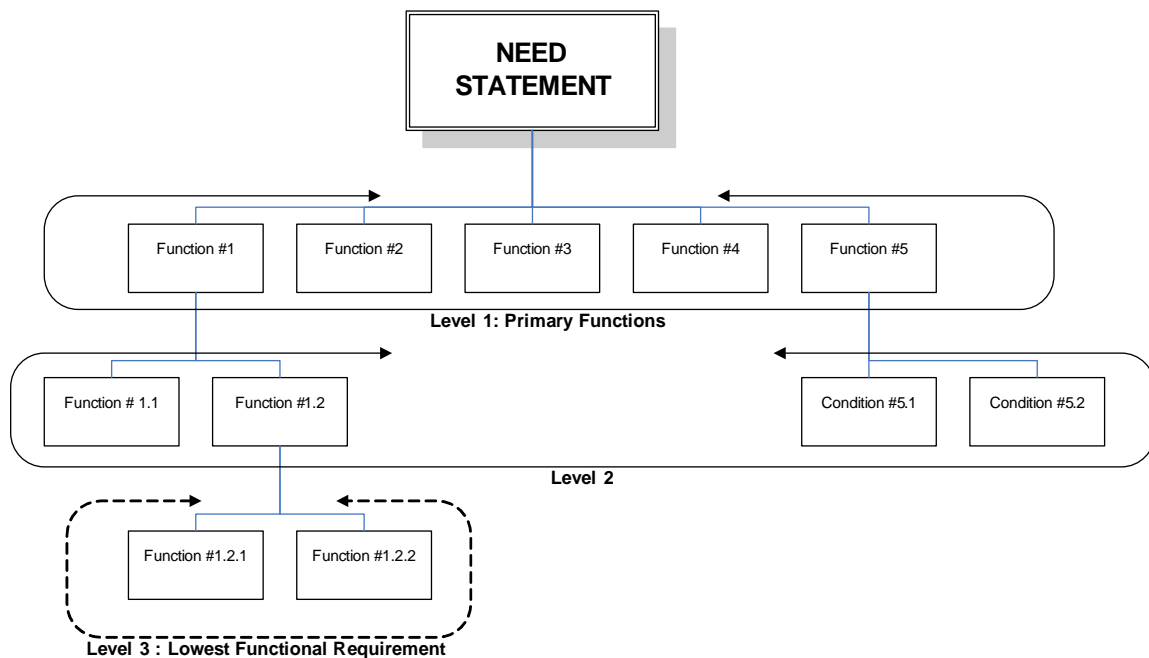 NEED
STATEMENT
Function #1
Function #2
Function #3
Function #4
Function #5
Level 1: Primary Functions
Function # 1.1
Function #1.2
Condition #5.1
Condition #5.2
Level 2
Function #1.2.1
Function #1.2.2
Level 3 : Lowest Functional Requirement